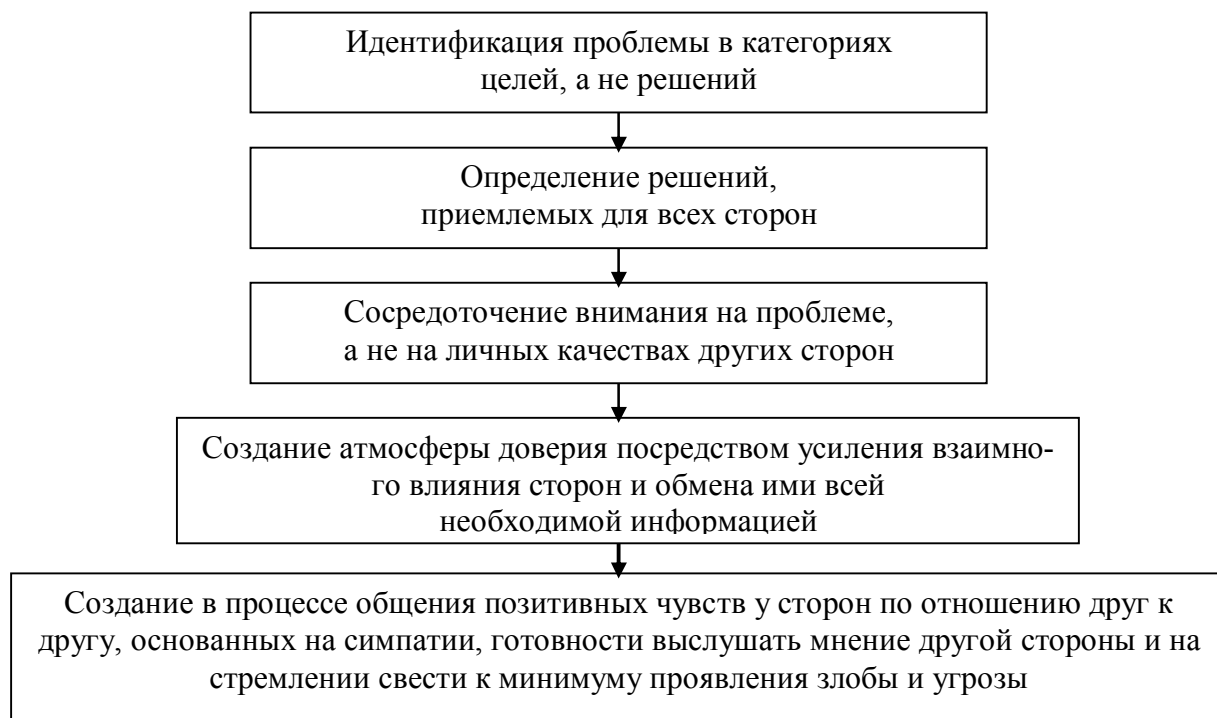 Идентификация проблемы в категориях
целей, а не решений
Определение решений,
приемлемых для всех сторон
Сосредоточение внимания на проблеме,
а не на личных качествах других сторон
Создание атмосферы доверия посредством усиления взаимно-
го влияния сторон и обмена ими всей
необходимой информацией
Создание в процессе общения позитивных чувств у сторон по отношению друг к
другу, основанных на симпатии, готовности выслушать мнение другой стороны и на
стремлении свести к минимуму проявления злобы и угрозы